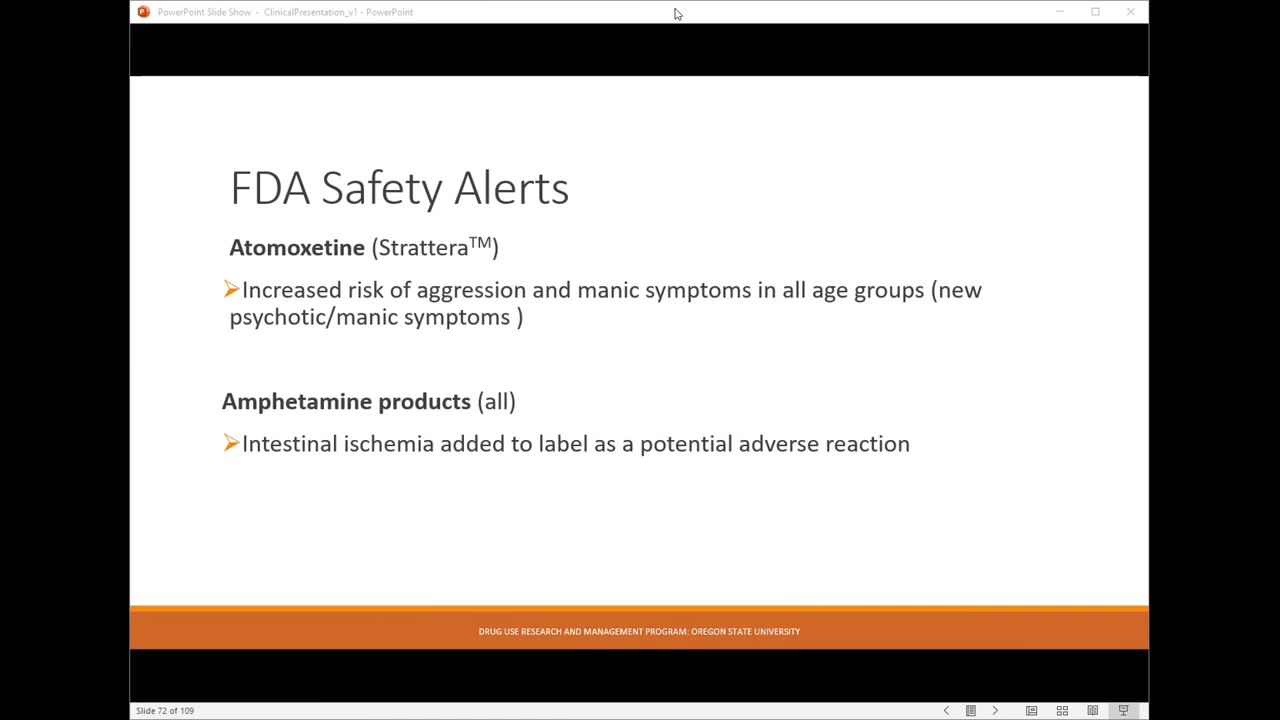 PowerPoint Slide Show - ClinicalPresentation_v1 - PowerPoint
FDA Safety Alerts
Atomoxetine (Strattera™)
Increased risk of aggression and manic symptoms in all age groups (new
psychotic/manic symptoms )
Amphetamine products (all)
Intestinal ischemia added to label as a potential adverse reaction
DRUG USE RESEARCH AND MANAGEMENT PROGRAM: OREGON STATE UNIVERSITY
Slide 72 of 109